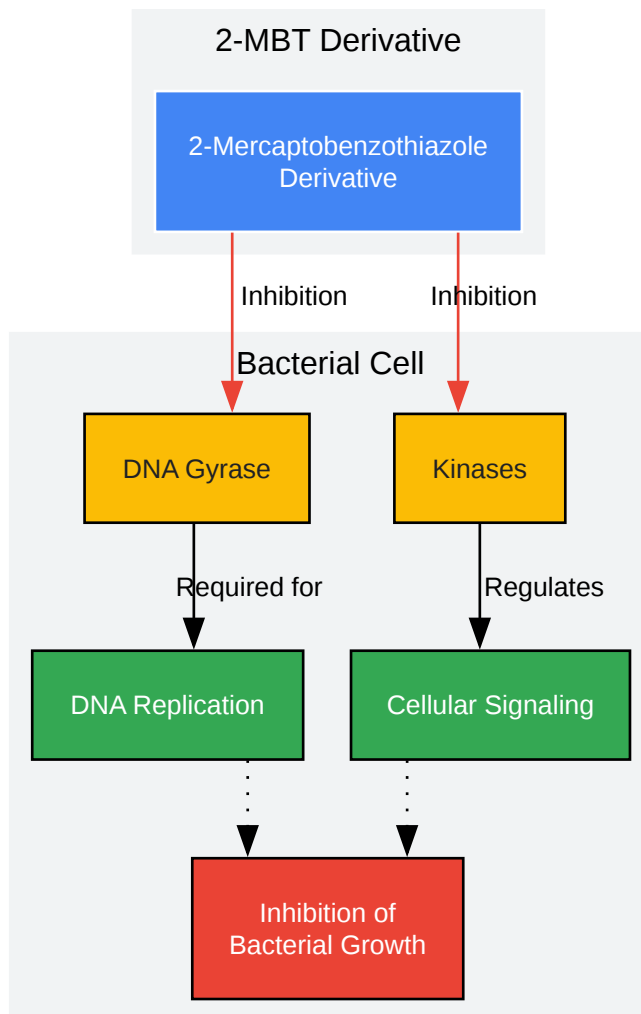 2-MBT Derivative
2-Mercaptobenzothiazole
Derivative
Inhibition
Inhibition
Bacterial Cell
DNA Gyrase
Kinases
Required for
Regulates
DNA Replication
Cellular Signaling
Inhibition of
Bacterial Growth